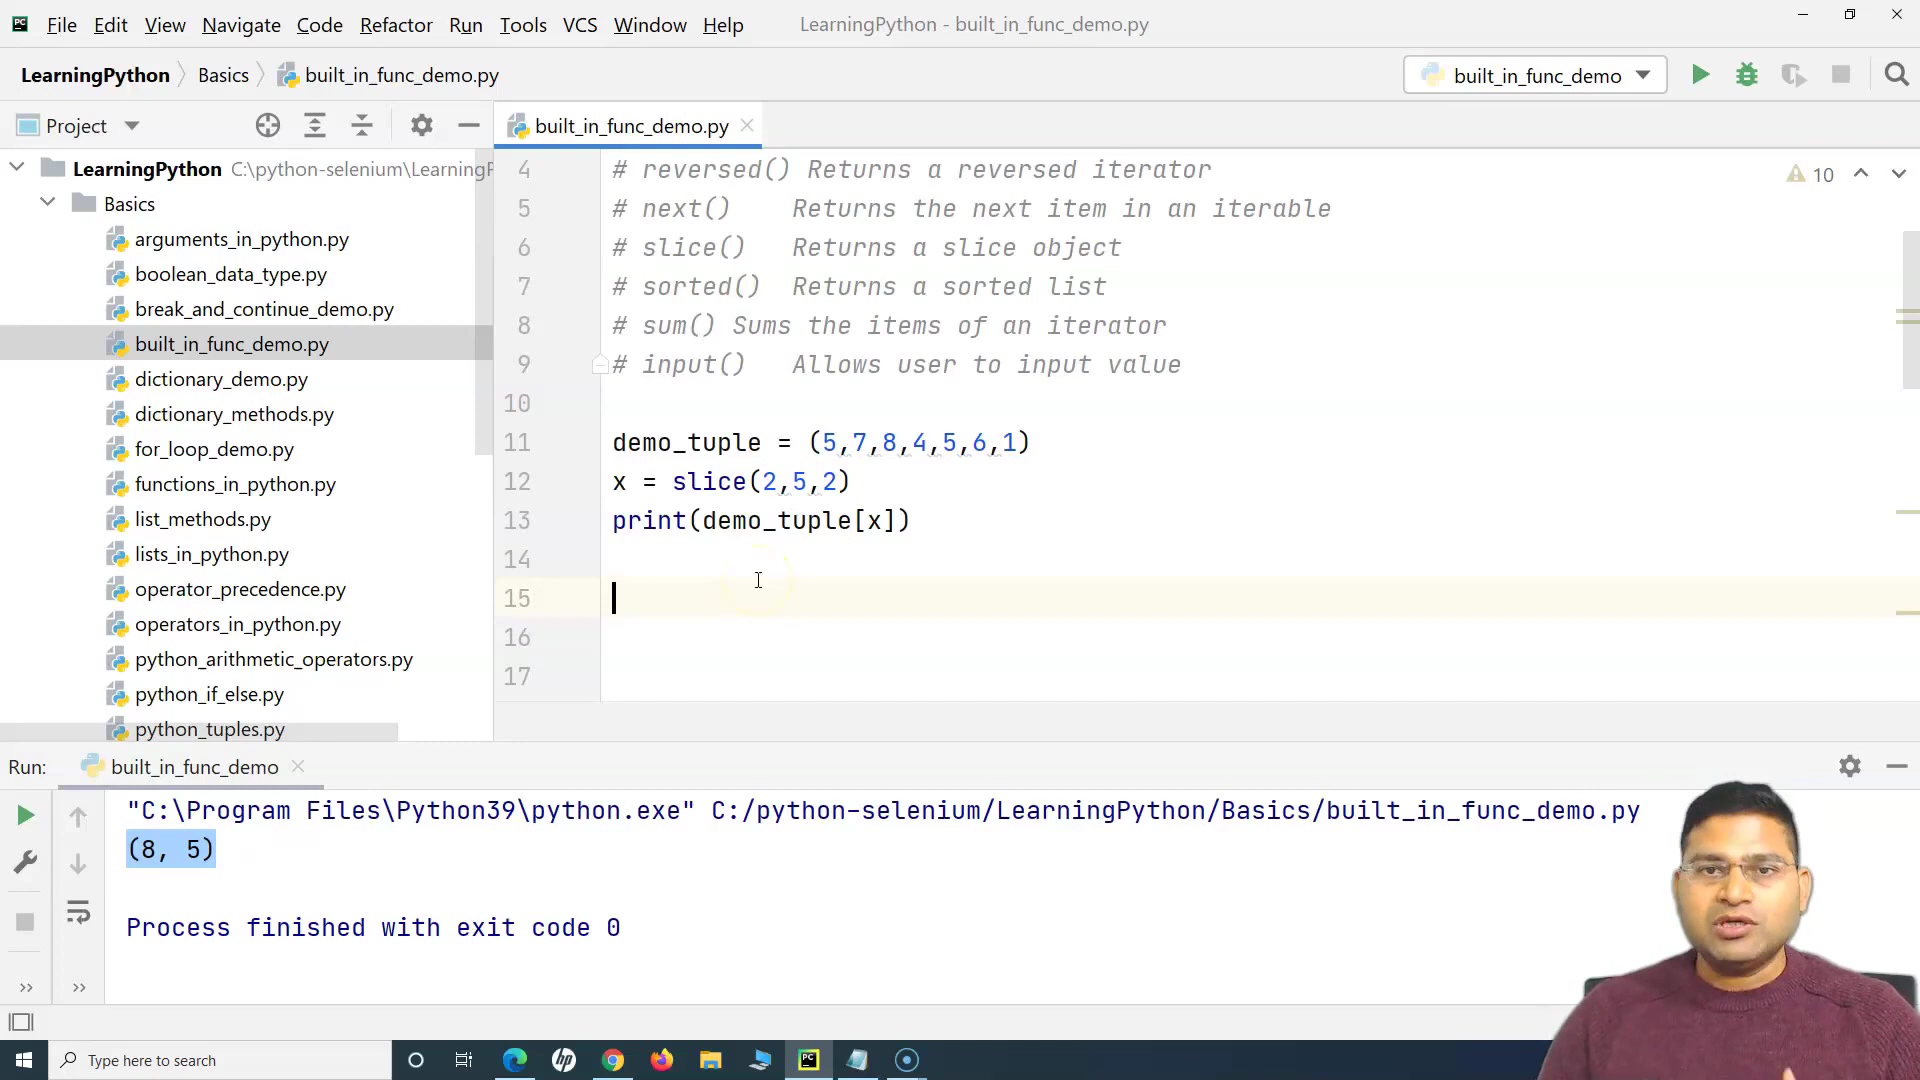 File Edit View Navigate Code Refactor Run Tools VCS Window Help LearningPython - built_in_func_demo.py
LearningPython Basics built_in_func_demo.py built_in_func_demo
Project
built_in_func_demo.py
LearningPython C:\python-selenium\LearningP
Basics
arguments_in_python.py
boolean_data_type.py
break_and_continue_demo.py
built_in_func_demo.py
dictionary_demo.py
dictionary_methods.py
for_loop_demo.py
functions_in_python.py
list_methods.py
lists_in_python.py
operator_precedence.py
operators_in_python.py
python_arithmetic_operators.py
python_if_else.py
python_tuples.py
10
4 # reversed() Returns a reversed iterator
5 # next() Returns the next item in an iterable
6 # slice() Returns a slice object
7 # sorted() Returns a sorted list
8 # sum() Sums the items of an iterator
9 # input() Allows user to input value
10
11 demo_tuple = (5,7,8,4,5,6,1)
12 x = slice(2,5,2)
13 print(demo_tuple[x])
14
15
16
17
Run: built_in_func_demo
"C:\Program Files\Python39\python.exe" C:/python-selenium/LearningPython/Basics/built_in_func_demo.py
(8, 5)
Process finished with exit code 0
Type here to search